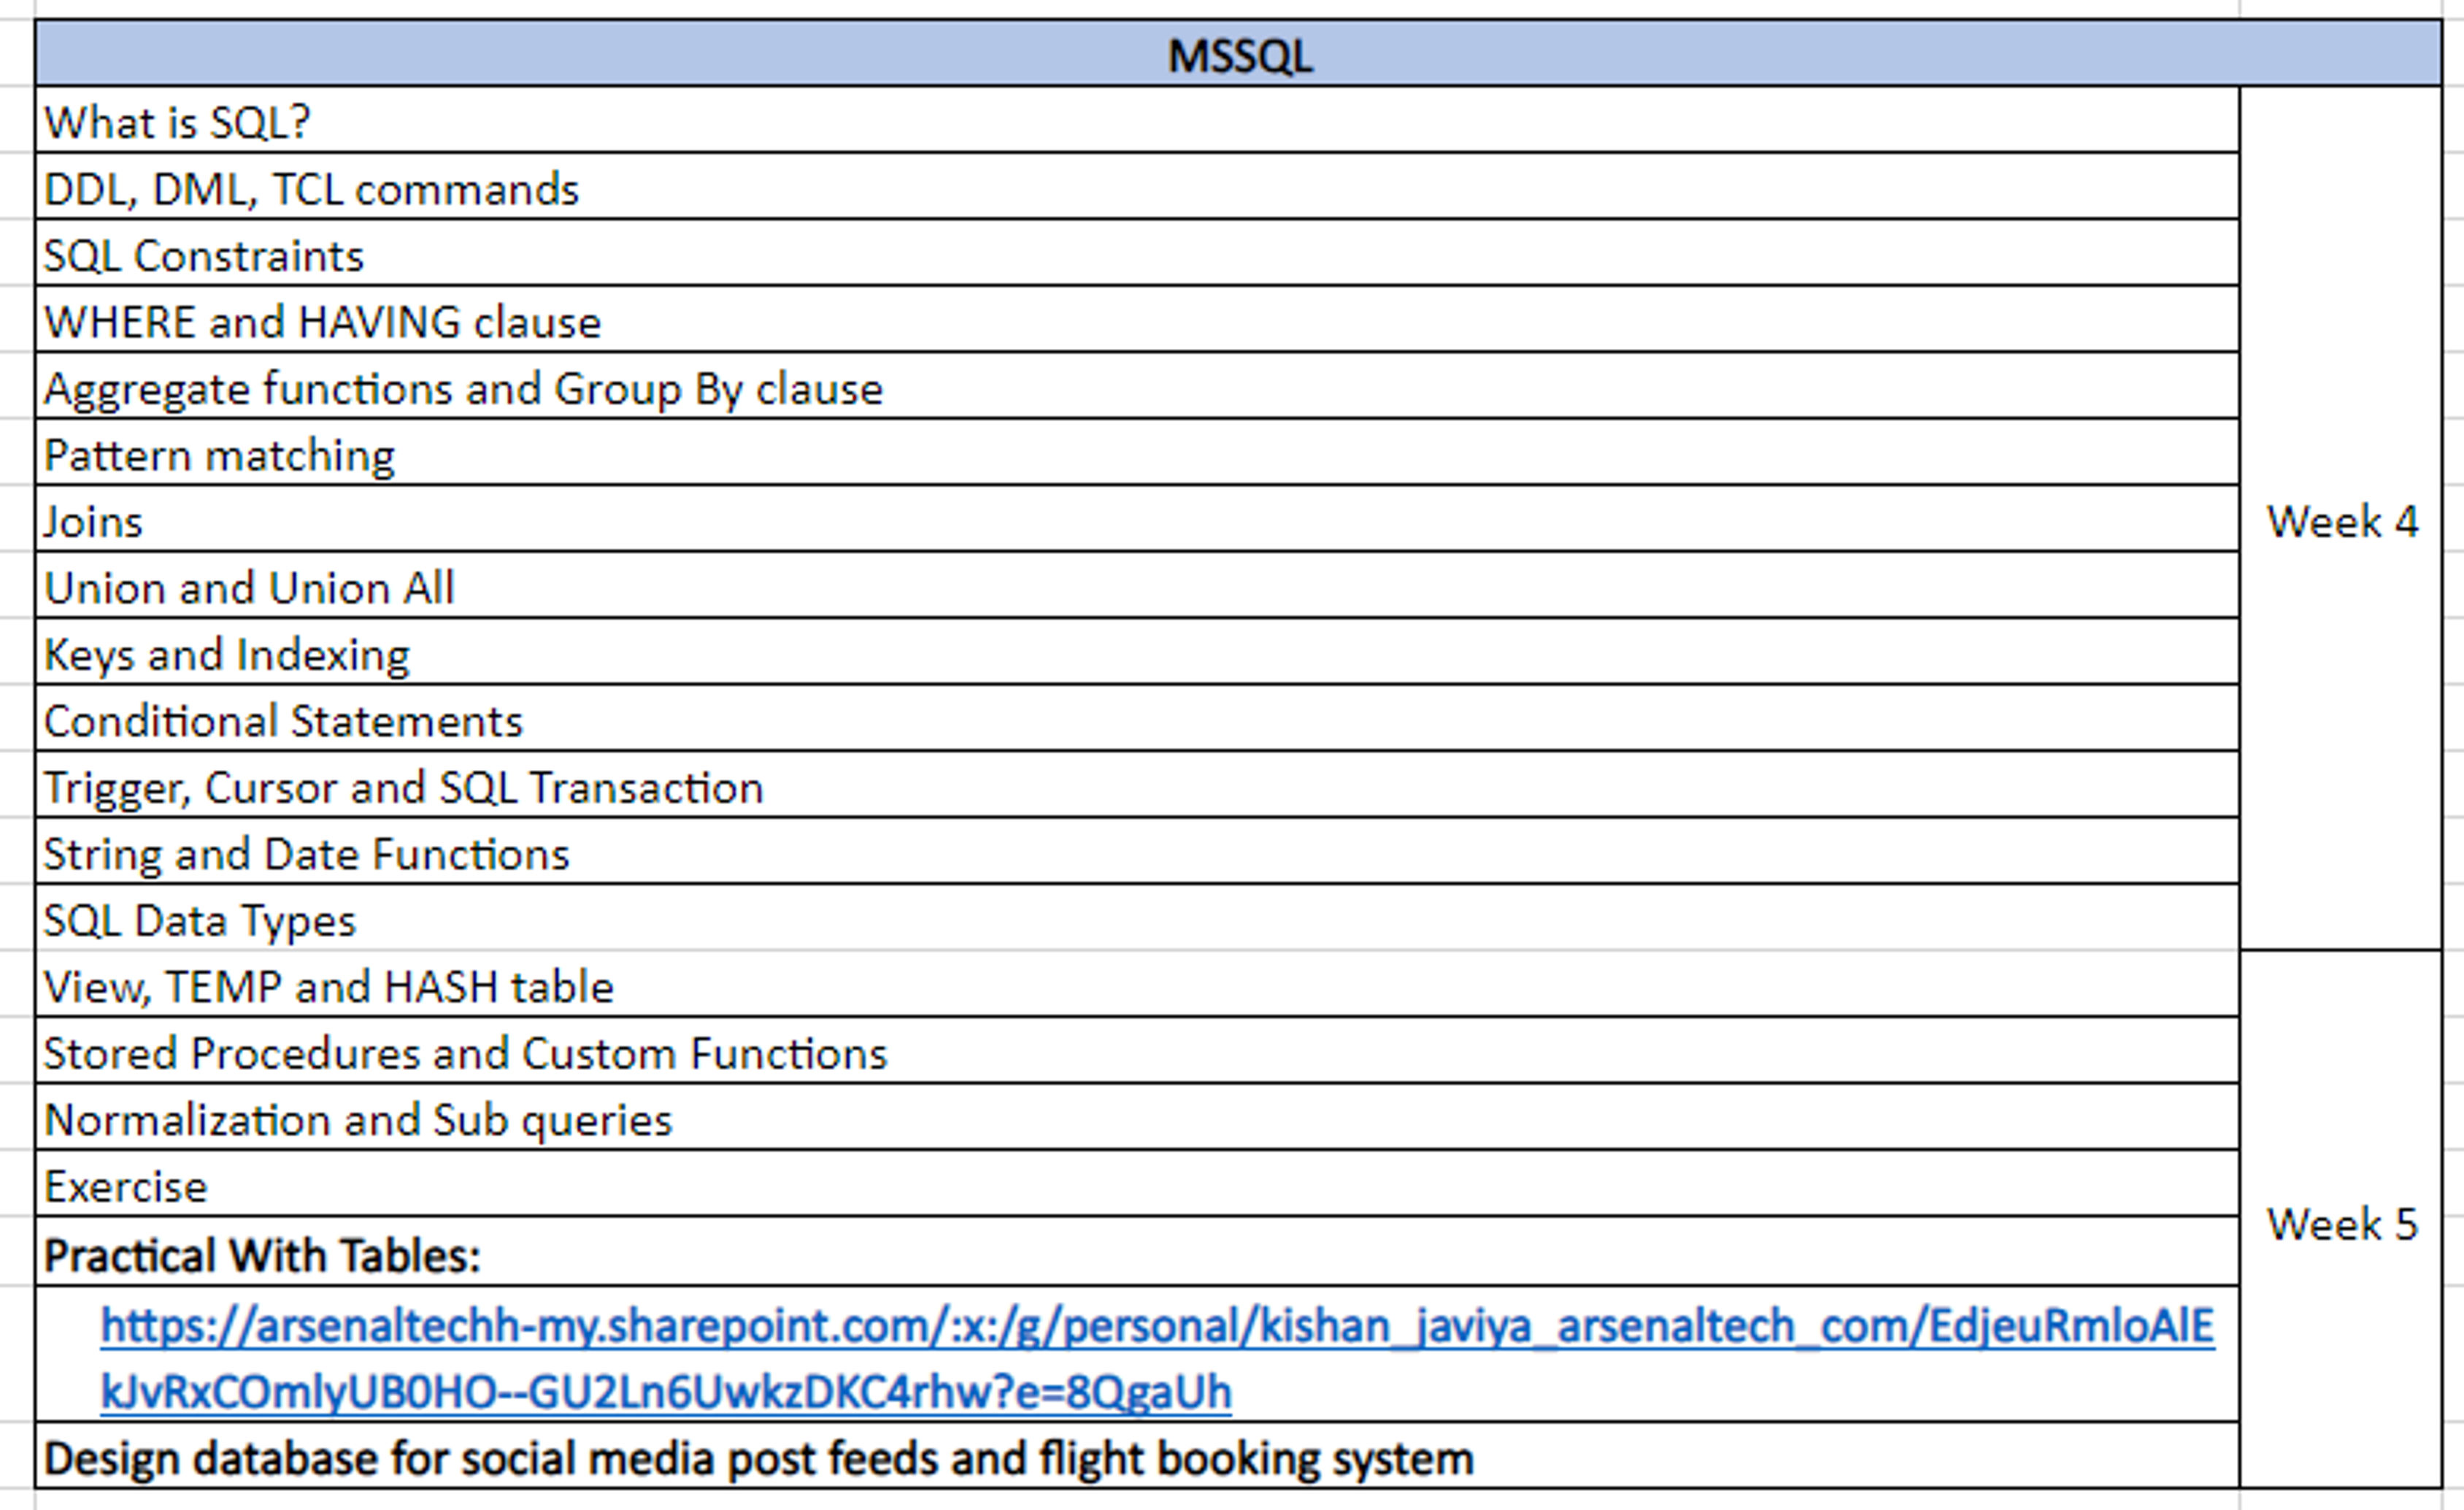 MSSQL
What is SQL?
DDL, DML, TCL commands
SQL Constraints
WHERE and HAVING clause
Aggregate functions and Group By clause
Pattern matching
Joins
Week 4
Union and Union All
Keys and Indexing
Conditional Statements
Trigger, Cursor and SQL Transaction
String and Date Functions
SQL Data Types
View, TEMP and HASH table
Stored Procedures and Custom Functions
Normalization and Sub queries
Exercise
Week 5
Practical With Tables:
https://arsenaltechh-my.sharepoint.com/:x:/g/personal/kishan_javiya_arsenaltech_com/EdjeuRmloAlE
kJvRxCOmlyUB0HO--GU2Ln6UwkzDKC4rhw?e=8QgaUh
Design database for social media post feeds and flight booking system